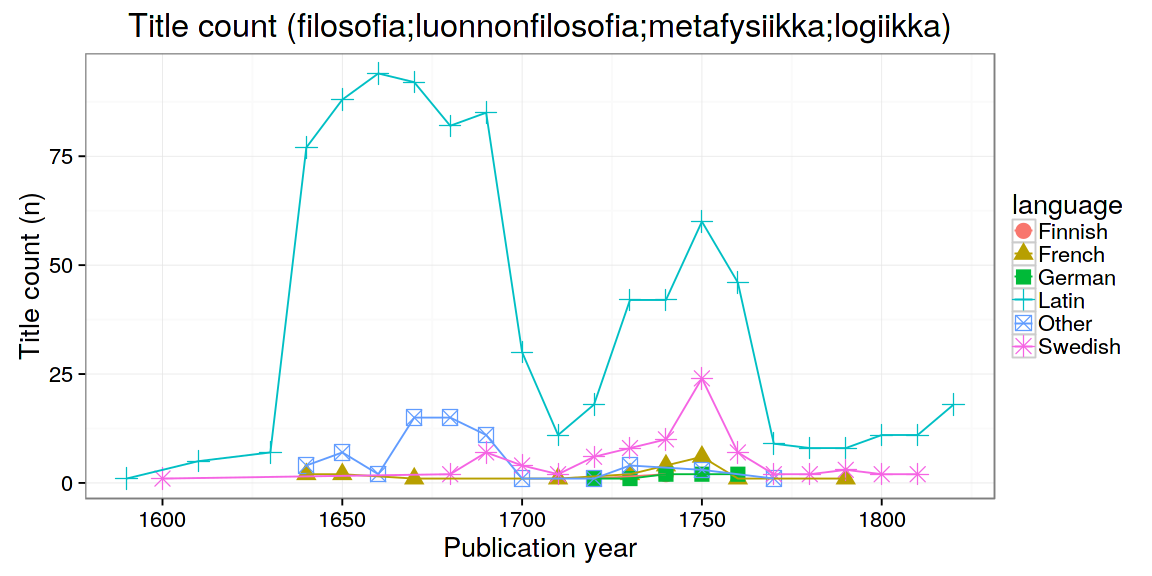 Title count (filosofia;luonnonfilosofia;metafysiikka;logiikka)
Title count (n)
75
50
25
0
1600 1650 1700 1750 1800
Publication year
language
Finnish
French
German
Latin
Other
Swedish